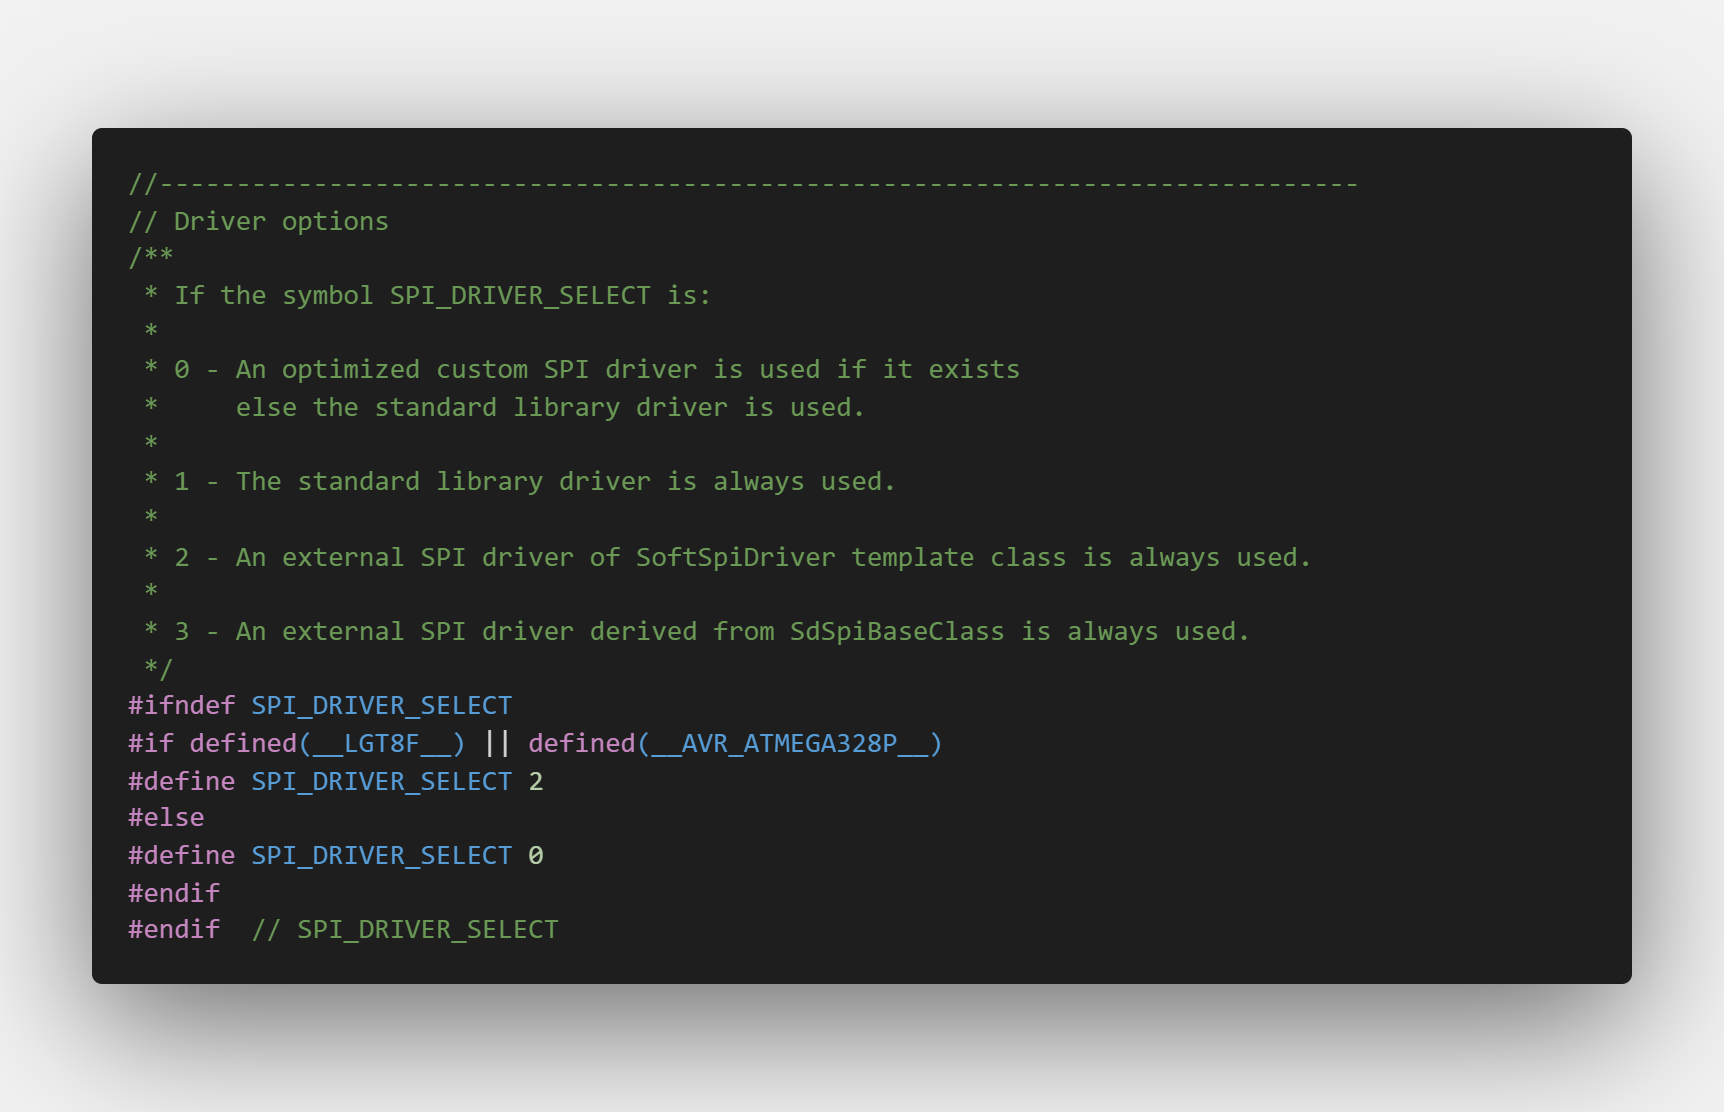 //------------------------------------------------------------------------------
// Driver options
/**
 * If the symbol SPI_DRIVER_SELECT is:
 *
 * 0 - An optimized custom SPI driver is used if it exists
 *     else the standard library driver is used.
 *
 * 1 - The standard library driver is always used.
 *
 * 2 - An external SPI driver of SoftSpiDriver template class is always used.
 *
 * 3 - An external SPI driver derived from SdSpiBaseClass is always used.
 */
#ifndef SPI_DRIVER_SELECT
#if defined(__LGT8F__) || defined(__AVR_ATMEGA328P__)
#define SPI_DRIVER_SELECT 2
#else
#define SPI_DRIVER_SELECT 0
#endif
#endif  // SPI_DRIVER_SELECT